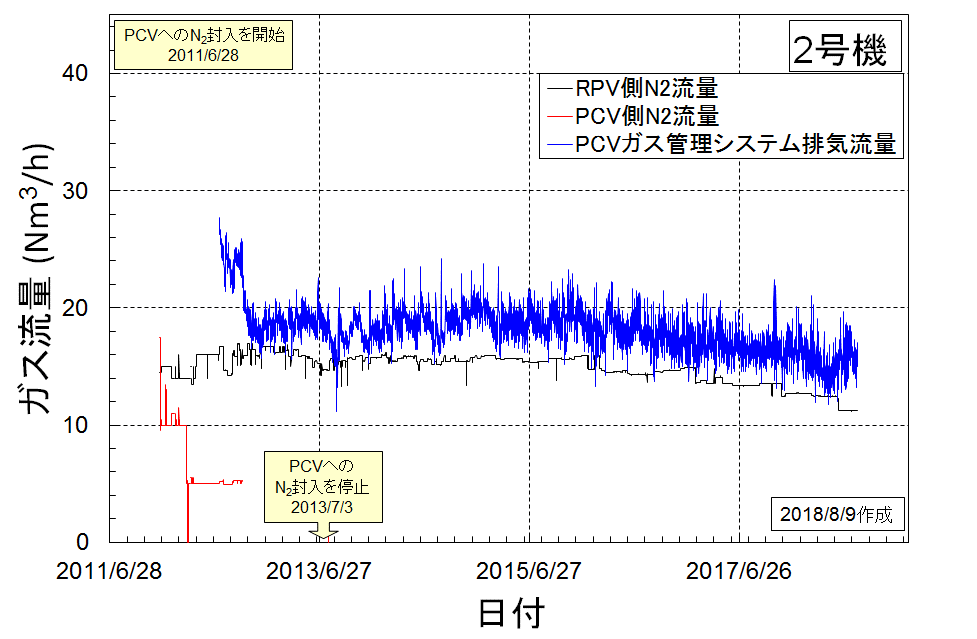 PCVへのN₂封入を開始
2011/6/28
2号機
RPV側N2流量
PCV側N2流量
PCVガス管理システム排気流量
ガス流量 (Nm³/h)
40
30
20
10
0
PCVへの
N₂封入を停止
2013/7/3
2018/8/9作成
2011/6/28
2013/6/27
2015/6/27
2017/6/26
日付